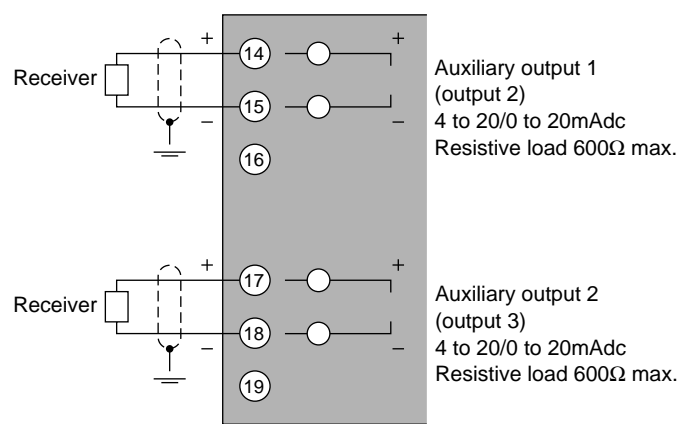 + 14 +
Receiver
15
− −
16
Auxiliary output 1
(output 2)
4 to 20/0 to 20mAdc
Resistive load 600Ω max.
+ 17 +
Receiver
18
− −
19
Auxiliary output 2
(output 3)
4 to 20/0 to 20mAdc
Resistive load 600Ω max.